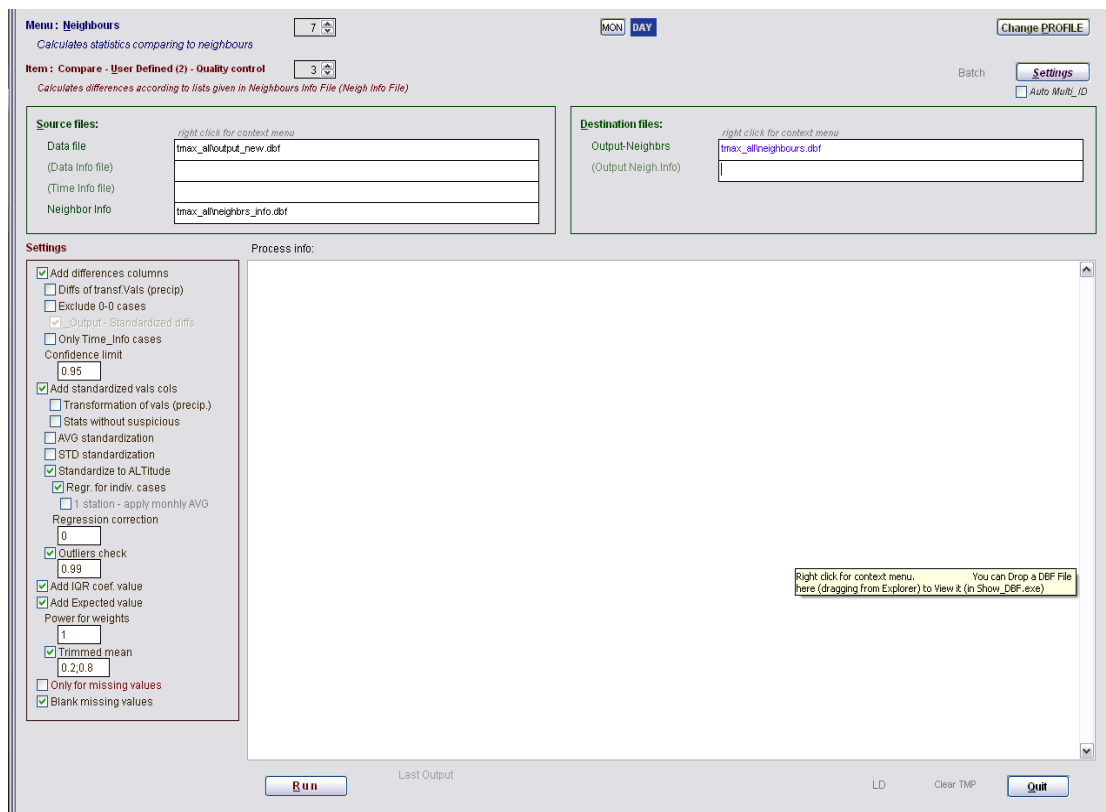 Menu : Neighbours
7
MON DAY
Change PROFILE
Calculates statistics comparing to neighbours
Item : Compare - User Defined (2) - Quality control
3
Batch
Settings
Calculates differences according to lists given in Neighbours Info File (Neigh Info File)
Auto Multi_ID
Source files:
right click for context menu
Data file
tmax_all\output_new.dbf
(Data Info file)
(Time Info file)
Neighbor Info
tmax_all\neighbrs_info.dbf
Destination files:
right click for context menu
Output-Neighbrs
tmax_all\neighbours.dbf
(Output Neigh.Info)
Settings
Process info:
Add differences columns
Diffs of transf.Vals (precip)
Exclude 0-0 cases
_Output - Standardized diffs
Only Time_Info cases
Confidence limit
0.95
Add standardized vals cols
Transformation of vals (precip.)
Stats without suspicious
AVG standardization
STD standardization
Standardize to ALTitude
Regr. for indiv. cases
1 station - apply monhly AVG
Regression correction
0
Outliers check
0.99
Add IQR coef. value
Add Expected value
Power for weights
1
Trimmed mean
0.2;0.8
Only for missing values
Blank missing values
Right click for context menu. You can Drop a DBF File
here (dragging from Explorer) to View it (in Show_DBF.exe)
Run
Last Output
LD
Clear TMP
Quit